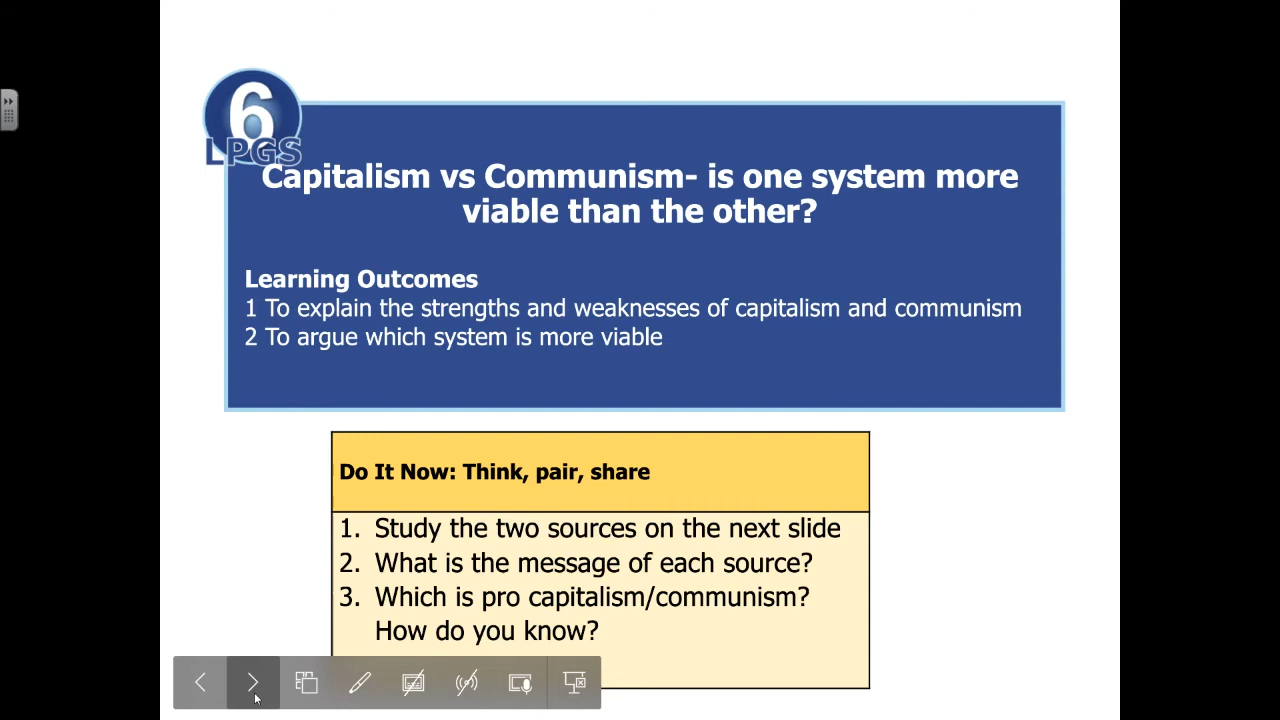 6
LPGS
Capitalism vs Communism- is one system more
viable than the other?
Learning Outcomes
1 To explain the strengths and weaknesses of capitalism and communism
2 To argue which system is more viable
Do It Now: Think, pair, share
1. Study the two sources on the next slide
2. What is the message of each source?
3. Which is pro capitalism/communism?
How do you know?